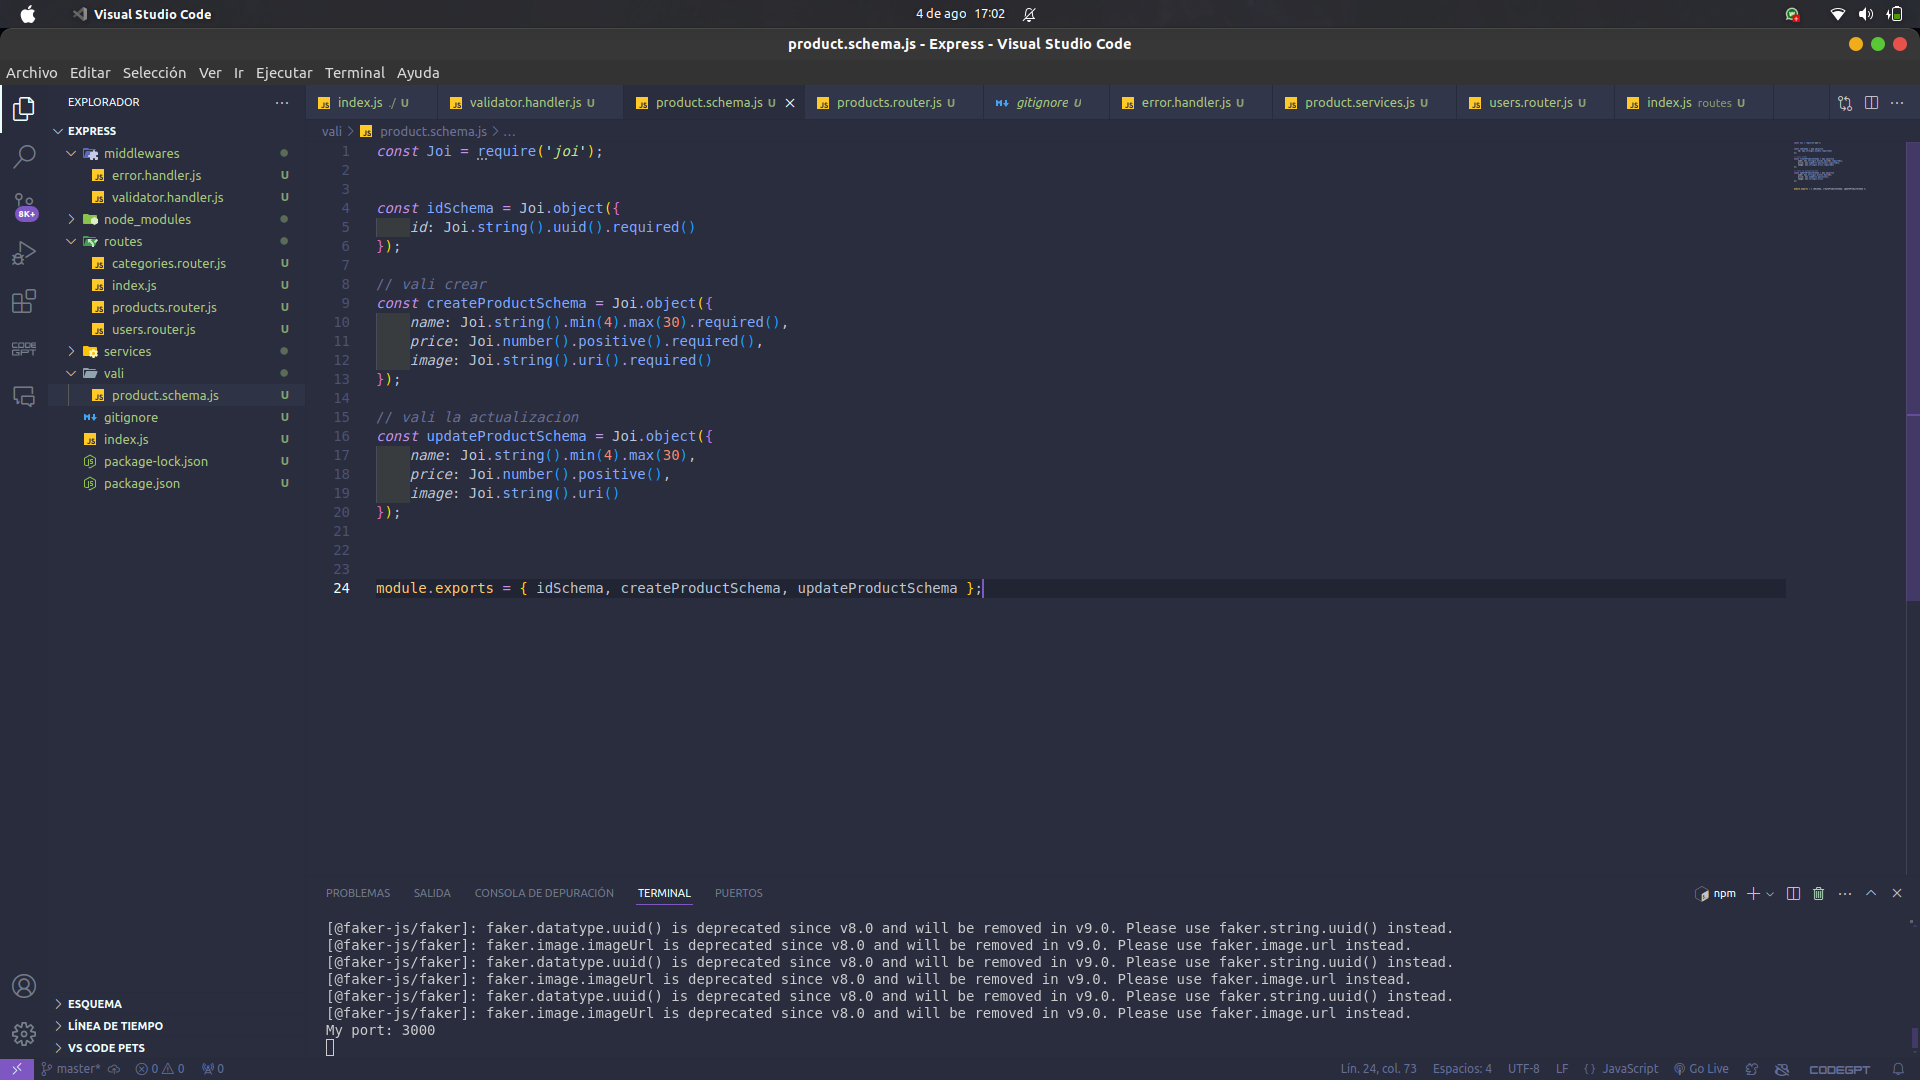 Visual Studio Code
4 de ago 17:02
product.schema.js - Express - Visual Studio Code
Archivo Editar Selección Ver Ir Ejecutar Terminal Ayuda
EXPLORADOR
EXPRESS
middlewares
error.handler.js U
validator.handler.js U
node_modules
routes
categories.router.js U
index.js U
products.router.js U
users.router.js U
services
vali
product.schema.js U
gitignore U
index.js U
package-lock.json U
package.json U
8K+
CODE
GPT
ESQUEMA
LÍNEA DE TIEMPO
VS CODE PETS
index.js ./ U
validator.handler.js U
product.schema.js U
products.router.js U
gitignore U
error.handler.js U
product.services.js U
users.router.js U
index.js routes U
vali > product.schema.js > ...
1 const Joi = require('joi');
2
3
4 const idSchema = Joi.object({
5 id: Joi.string().uuid().required()
6 });
7
8 // vali crear
9 const createProductSchema = Joi.object({
10 name: Joi.string().min(4).max(30).required(),
11 price: Joi.number().positive().required(),
12 image: Joi.string().uri().required()
13 });
14
15 // vali la actualizacion
16 const updateProductSchema = Joi.object({
17 name: Joi.string().min(4).max(30),
18 price: Joi.number().positive(),
19 image: Joi.string().uri()
20 });
21
22
23
24 module.exports = { idSchema, createProductSchema, updateProductSchema };
PROBLEMAS SALIDA CONSOLA DE DEPURACIÓN TERMINAL PUERTOS
npm
[@faker-js/faker]: faker.datatype.uuid() is deprecated since v8.0 and will be removed in v9.0. Please use faker.string.uuid() instead.
[@faker-js/faker]: faker.image.imageUrl is deprecated since v8.0 and will be removed in v9.0. Please use faker.image.url instead.
[@faker-js/faker]: faker.datatype.uuid() is deprecated since v8.0 and will be removed in v9.0. Please use faker.string.uuid() instead.
[@faker-js/faker]: faker.image.imageUrl is deprecated since v8.0 and will be removed in v9.0. Please use faker.image.url instead.
[@faker-js/faker]: faker.datatype.uuid() is deprecated since v8.0 and will be removed in v9.0. Please use faker.string.uuid() instead.
[@faker-js/faker]: faker.image.imageUrl is deprecated since v8.0 and will be removed in v9.0. Please use faker.image.url instead.
My port: 3000
master* 0 0 0
Lín. 24, col. 73 Espacios: 4 UTF-8 LF {} JavaScript Go Live CODEGPT